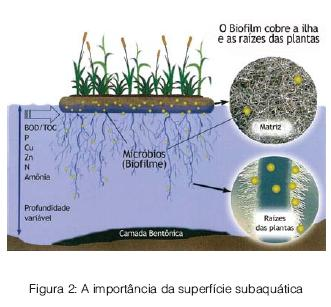 O Biofilm cobre a ilha
e as raízes das plantas
Matriz
BOD/TOC
P
Cu
Zn
N
Amônia
Micróbios
(Biofilme)
Profundidade
variável
Raízes
das plantas
Camada Bentônica
Figura 2: A importância da superfície subaquática